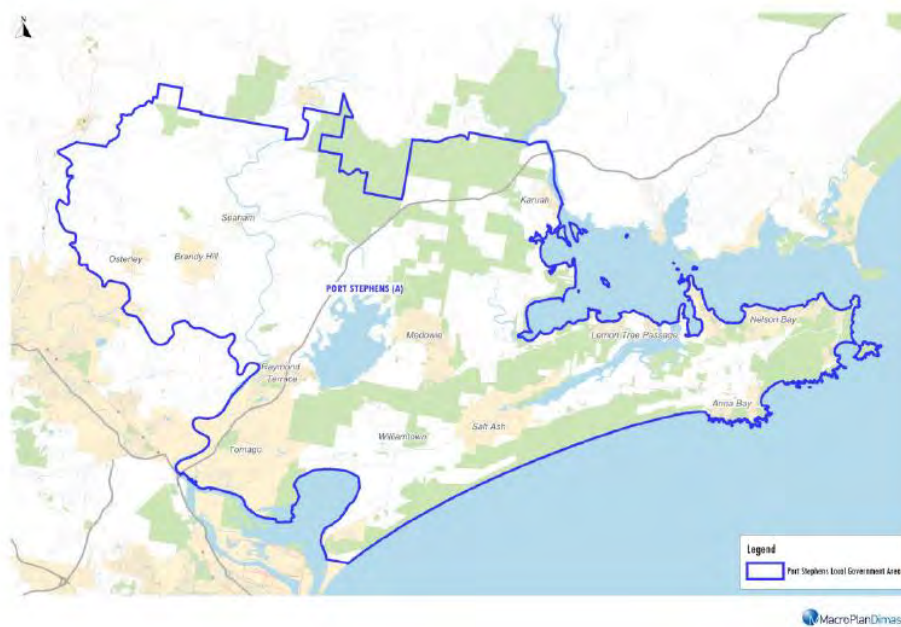 N
Karuah
Seaham
Osterley
Brandy Hill
PORT STEPHENS (A)
Medowie
Lemon Tree Passage
Nelson Bay
Raymond
Terrace
Anna Bay
Salt Ash
Williamtown
Tomago
Legend
Port Stephens Local Government Area
MacroPlanDimasi